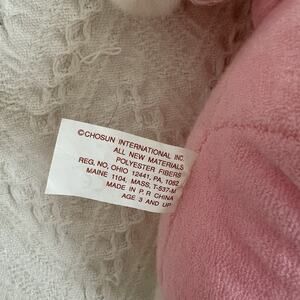 ©CHOSUN INTERNATIONAL INC.
ALL NEW MATERIALS
POLYESTER FIBERS
REG. NO. OHIO 12441, PA. 1062
MAINE 1104. MASS. T-537-M
MADE IN P. R CHINA
AGE 3 AND UP